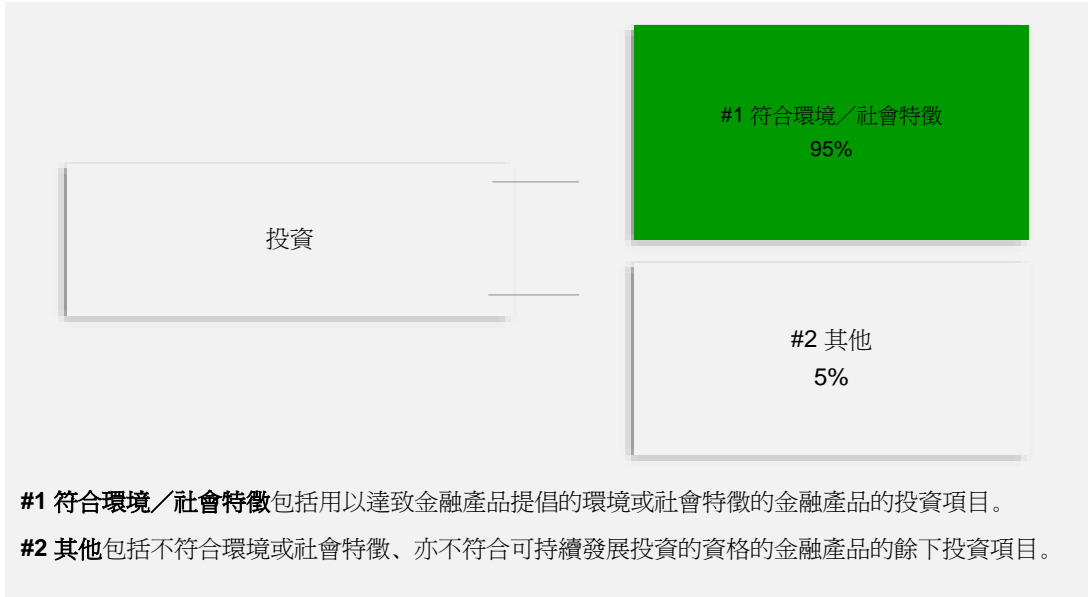 #1 符合環境／社會特徵
95%
投資
#2 其他
5%
#1 符合環境／社會特徵包括用以達致金融產品提倡的環境或社會特徵的金融產品的投資項目。
#2 其他包括不符合環境或社會特徵、亦不符合可持續發展投資的資格的金融產品的餘下投資項目。